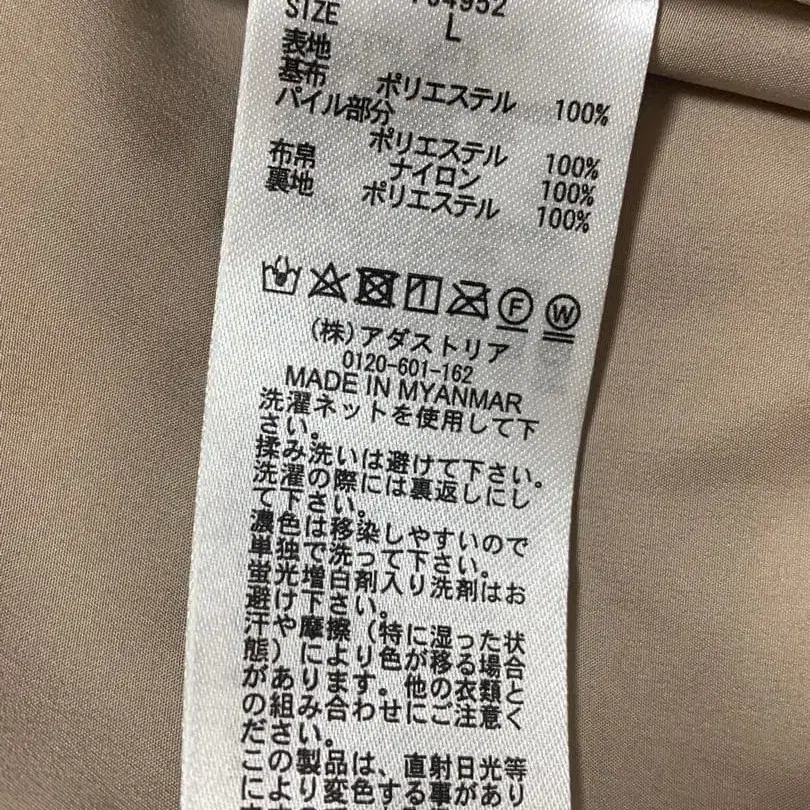 SIZE
L
表地
基布 ポリエステル 100%
パイル部分
ポリエステル 100%
布帛 ナイロン 100%
裏地 ポリエステル 100%
F W
(株)アダストリア
0120-601-162
MADE IN MYANMAR
洗濯ネットを使用して下
さい。
揉み洗いは避けて下さい。
洗濯の際には裏返しにし
て下さい。
濃色は移染しやすいので
単独で洗って下さい。
蛍光増白剤入り洗剤はお
避け下さい。
汗や摩擦(特に湿った状
態)により色が移る場合
があります。他の衣類と
の組み合わせにご注意く
ださい。
この製品は、直射日光等
により変色する事があり